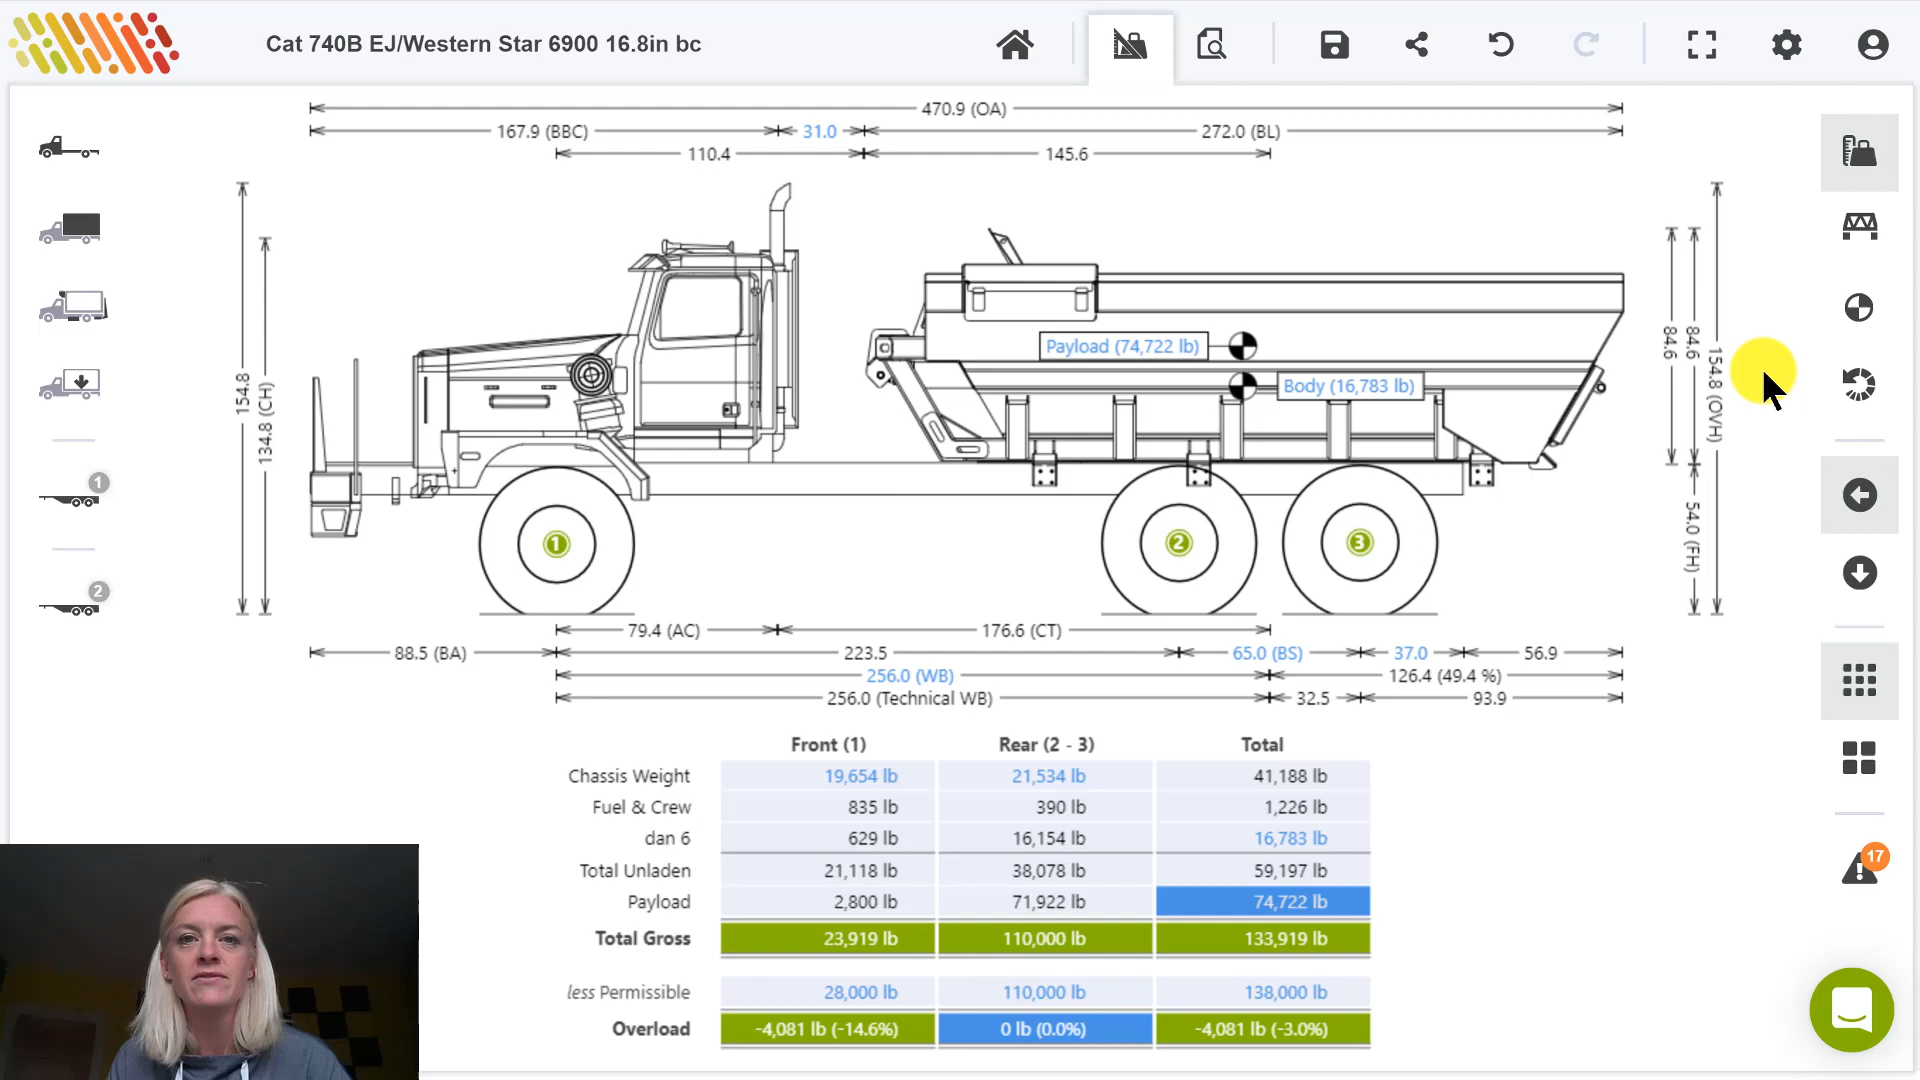 Cat 740B EJ/Western Star 6900 16.8in bc
470.9 (OA)
167.9 (BBC) 31.0 272.0 (BL)
110.4 145.6
154.8
134.8 (CH)
84.6
84.6
154.8 (OVH)
54.0 (FH)
Payload (74,722 lb)
Body (16,783 lb)
1
2
1 2 3
79.4 (AC) 176.6 (CT)
88.5 (BA) 223.5 65.0 (BS) 37.0 56.9
256.0 (WB) 126.4 (49.4 %)
256.0 (Technical WB) 32.5 93.9
Front (1) Rear (2 - 3) Total
Chassis Weight 19,654 lb 21,534 lb 41,188 lb
Fuel & Crew 835 lb 390 lb 1,226 lb
dan 6 629 lb 16,154 lb 16,783 lb
Total Unladen 21,118 lb 38,078 lb 59,197 lb
Payload 2,800 lb 71,922 lb 74,722 lb
Total Gross 23,919 lb 110,000 lb 133,919 lb
less Permissible 28,000 lb 110,000 lb 138,000 lb
Overload -4,081 lb (-14.6%) 0 lb (0.0%) -4,081 lb (-3.0%)
17